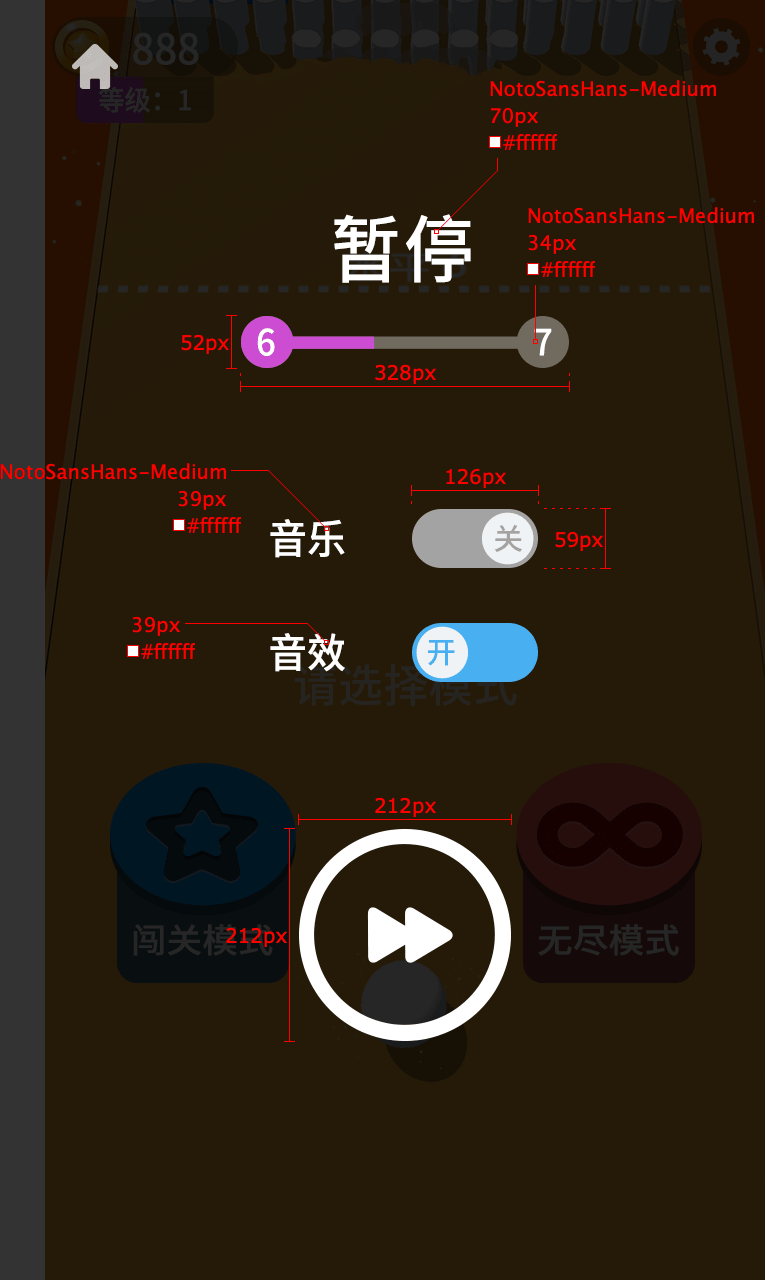 888
等级：1
NotoSansHans-Medium
70px
#ffffff
暂停
NotoSansHans-Medium
34px
#ffffff
52px
6
7
328px
NotoSansHans-Medium
39px
#ffffff
音乐
126px
关
59px
39px
#ffffff
音效
开
请选择模式
212px
212px
闯关模式
无尽模式